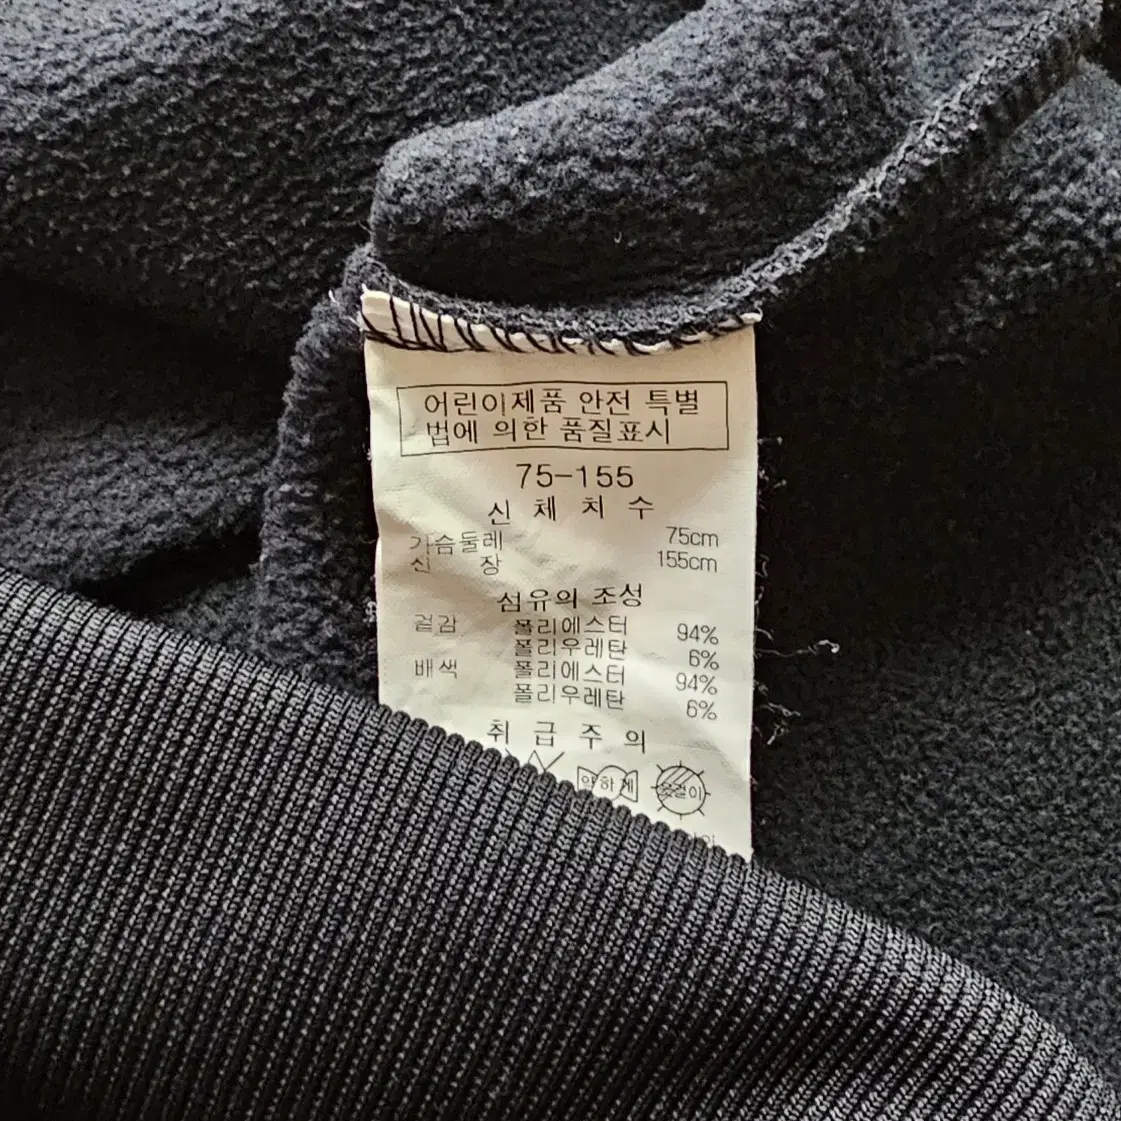 어린이제품 안전 특별
법에 의한 품질표시
75-155
신 체 치 수
가슴둘레 75cm
신 장 155cm
섬유의 조성
겉감 폴리에스터 94%
폴리우레탄 6%
배색 폴리에스터 94%
폴리우레탄 6%
취 급 주 의
약하게 옷걸이